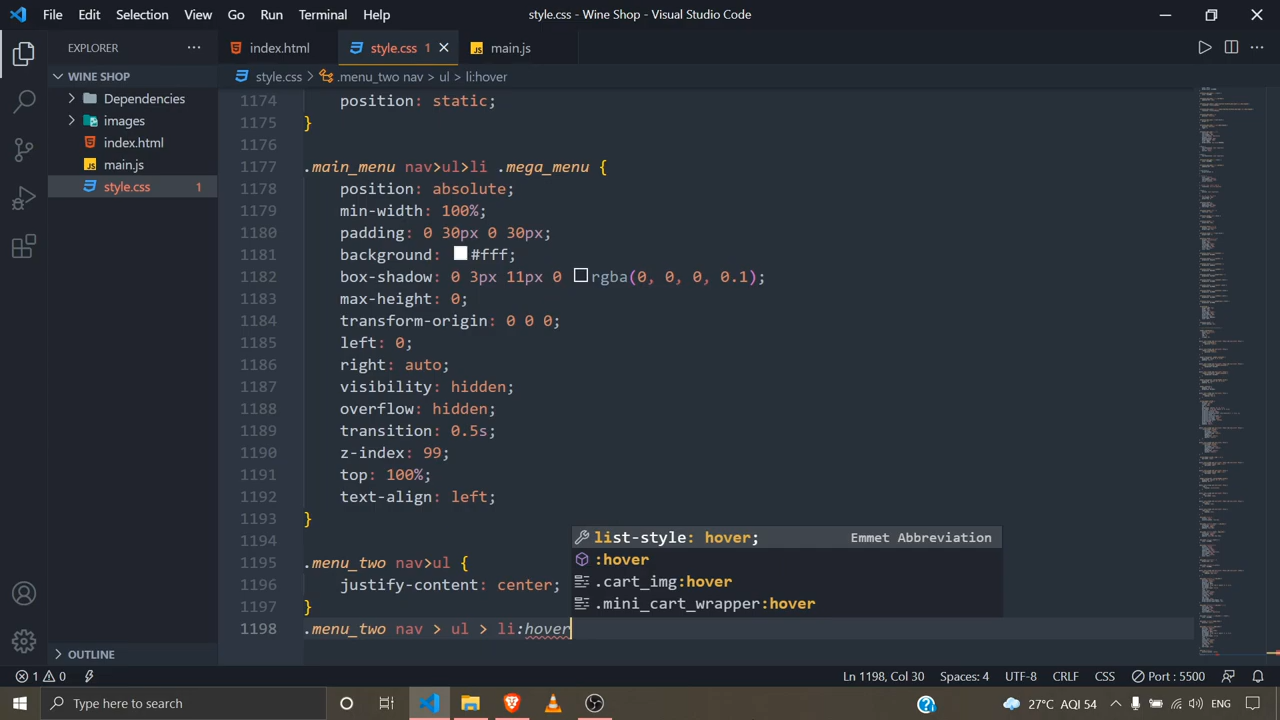 File Edit Selection View Go Run Terminal Help
style.css - Wine Shop - Visual Studio Code
EXPLORER
index.html
style.css 1
main.js
WINE SHOP
style.css > .menu_two nav > ul > li:hover
Dependencies
images
index.html
main.js
style.css 1
1174 position: static;
1175 }
1176
1177 .main_menu nav>ul>li ga_menu {
1178 position: absolute;
1179 min-width: 100%;
1180 padding: 0 30px 0 30px;
1181 background: #fff;
1182 box-shadow: 0 3px px 0 (0, 0, 0, 0.1);
1183 max-height: 0;
1184 transform-origin: 0 0 0;
1185 left: 0;
1186 right: auto;
1187 visibility: hidden;
1188 overflow: hidden;
1189 transition: 0.5s;
1190 z-index: 99;
1191 top: 100%;
1192 text-align: left;
1193 }
1194
1195 .menu_two nav>ul {
1196 justify-content: ter;
1197 }
1198 .menu_two nav > ul > :hover
list-style: hover; Emmet Abbreviation
:hover
.cart_img:hover
.mini_cart_wrapper:hover
OUTLINE
1 0
Ln 1198, Col 30
UTF-8 CRLF CSS Port : 5500
Type here to search
27°C AQI 54
ENG